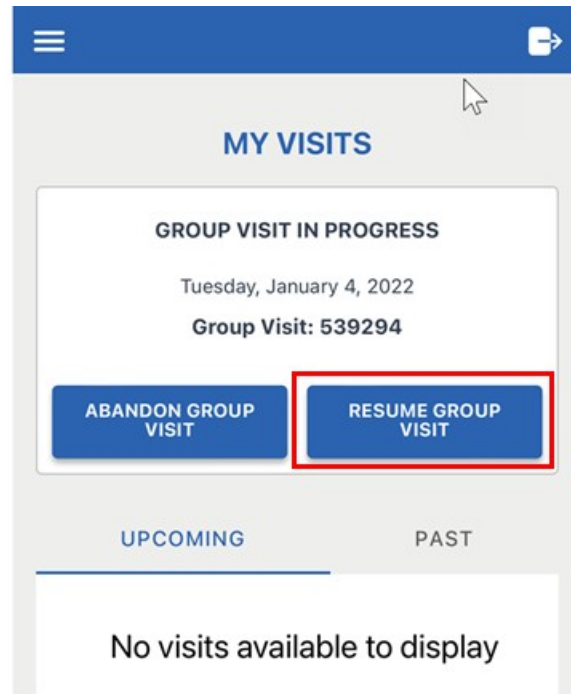 MY VISITS
GROUP VISIT IN PROGRESS
Tuesday, January 4, 2022
Group Visit: 539294
ABANDON GROUP
VISIT
RESUME GROUP
VISIT
UPCOMING
PAST
No visits available to display